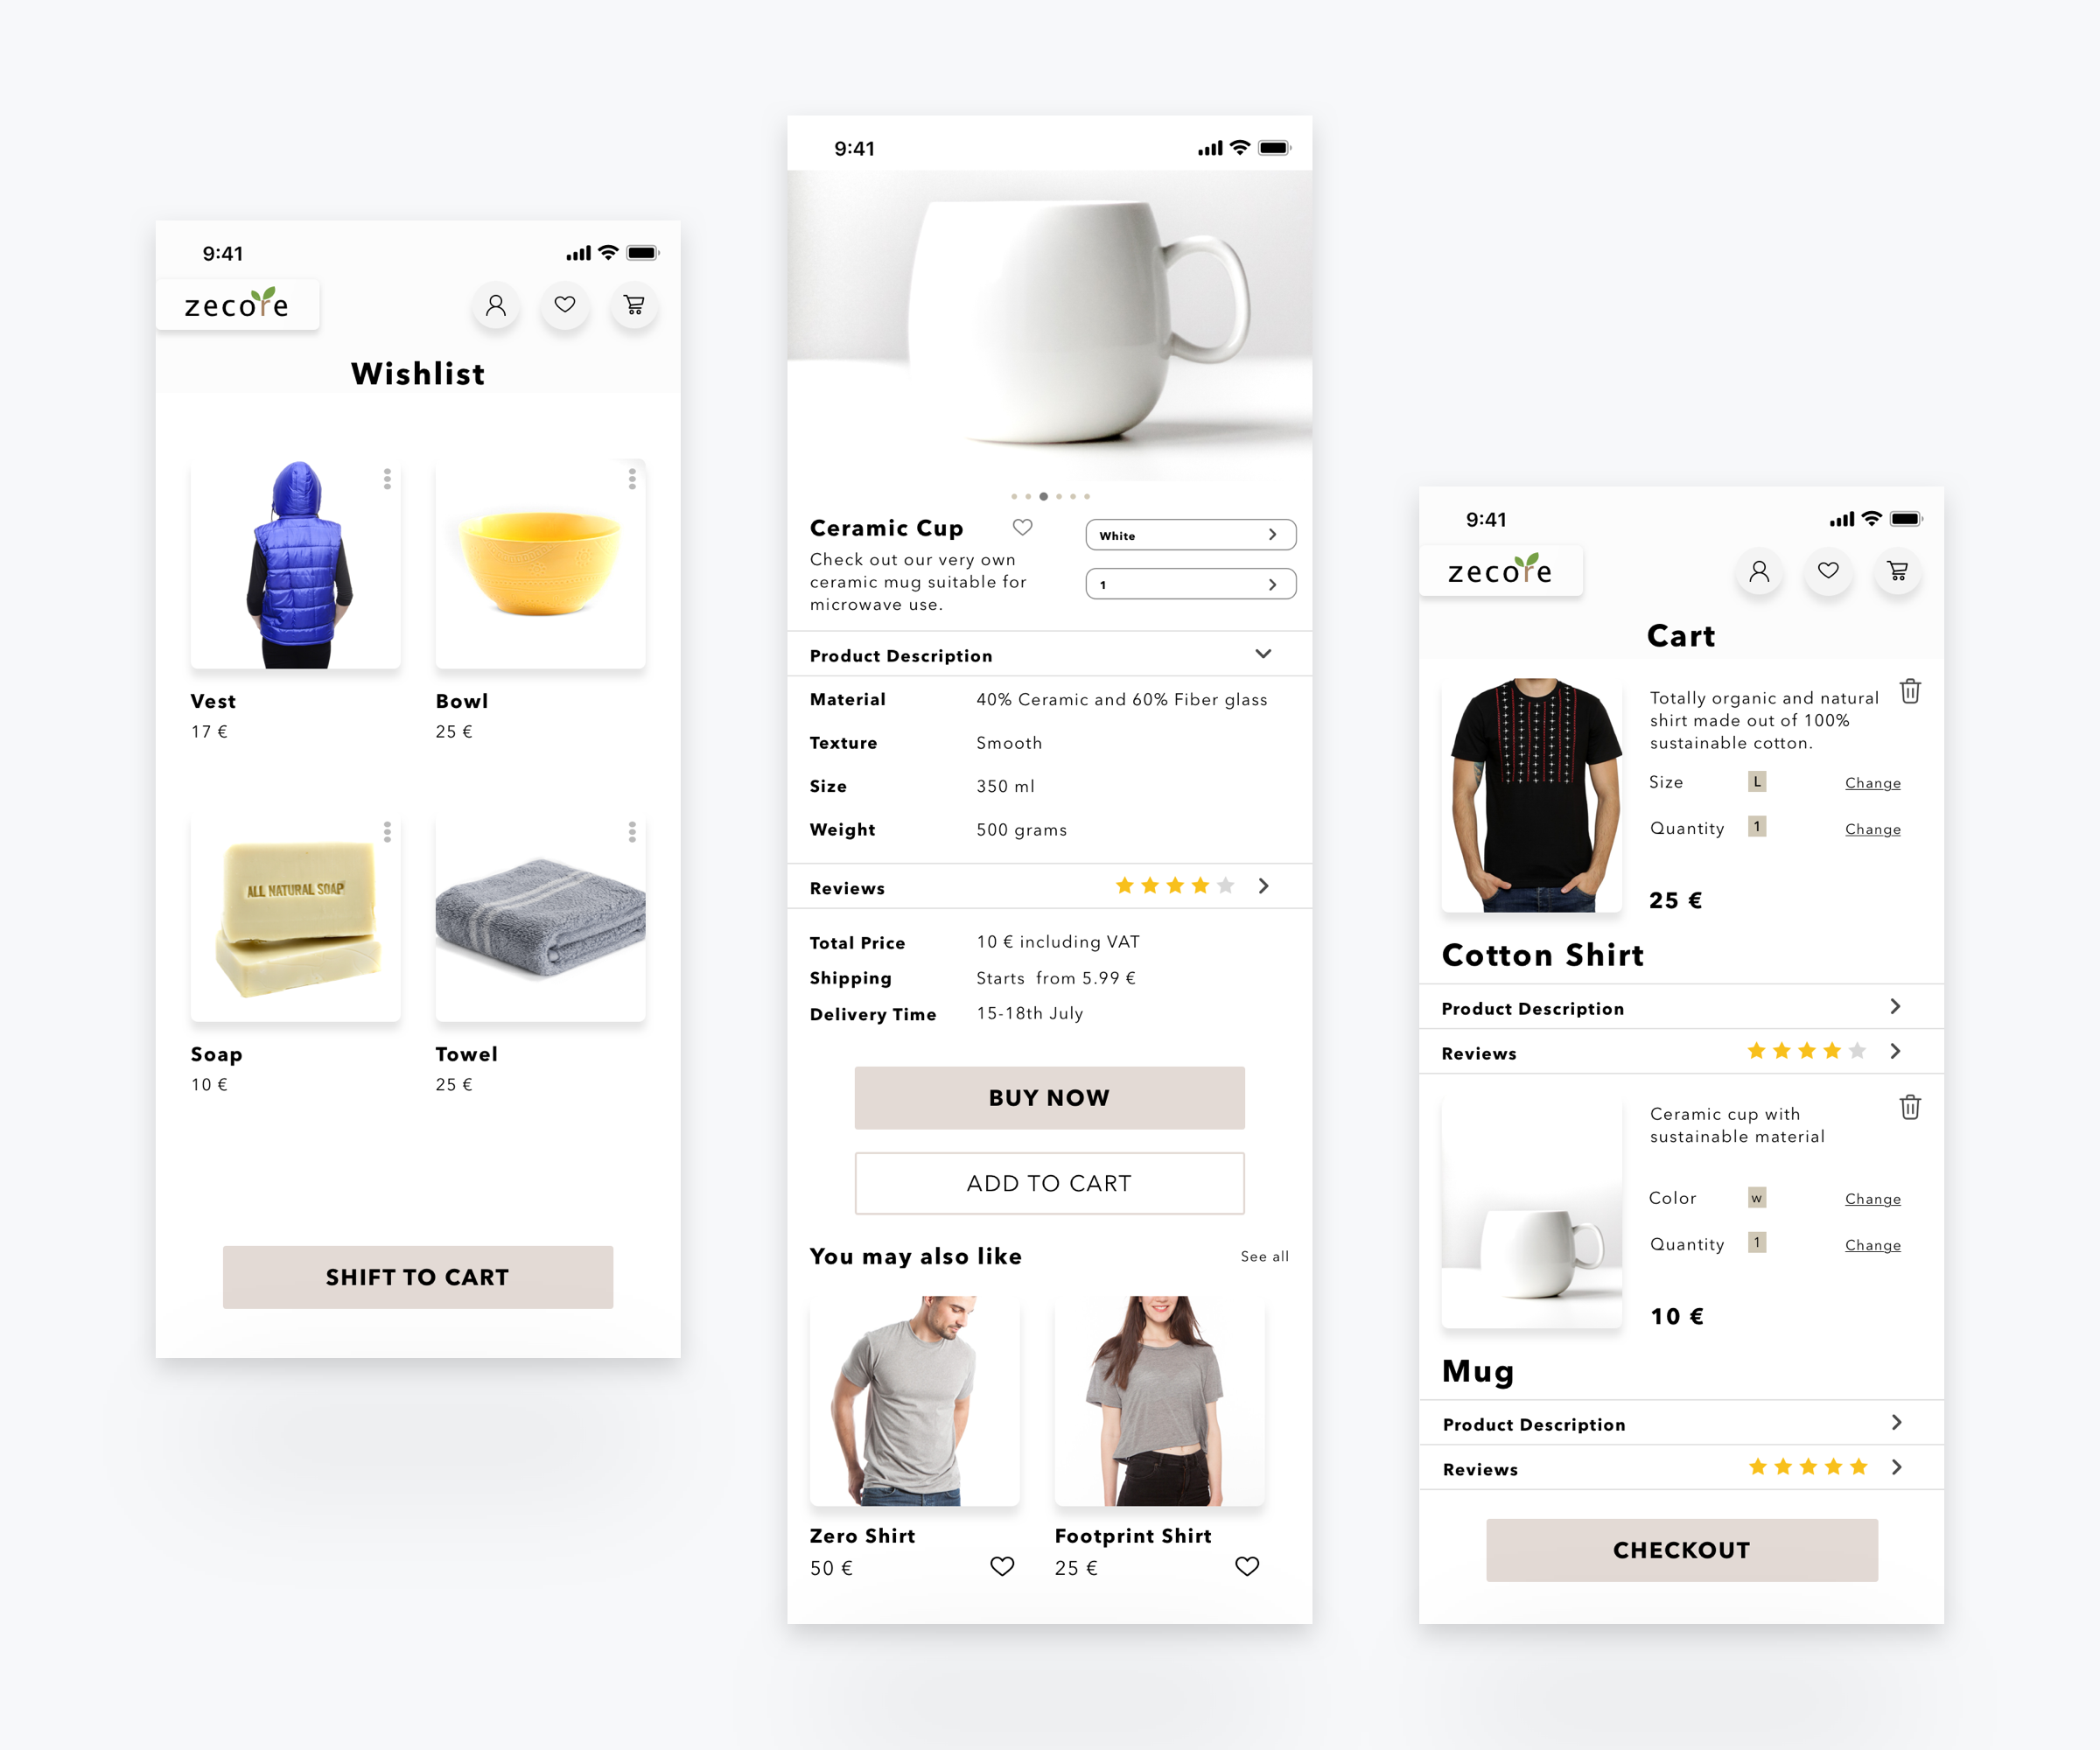 9:41
zecore
Wishlist
Vest
17 €
Bowl
25 €
ALL NATURAL SOAP
Soap
10 €
Towel
25 €
SHIFT TO CART
9:41
Ceramic Cup
Check out our very own
ceramic mug suitable for
microwave use.
White
1
Product Description
Material 40% Ceramic and 60% Fiber glass
Texture Smooth
Size 350 ml
Weight 500 grams
Reviews
Total Price 10 € including VAT
Shipping Starts from 5.99 €
Delivery Time 15-18th July
BUY NOW
ADD TO CART
You may also like See all
Zero Shirt
50 €
Footprint Shirt
25 €
9:41
zecore
Cart
Totally organic and natural
shirt made out of 100%
sustainable cotton.
Size L Change
Quantity 1 Change
25 €
Cotton Shirt
Product Description
Reviews
Ceramic cup with
sustainable material
Color w Change
Quantity 1 Change
10 €
Mug
Product Description
Reviews
CHECKOUT